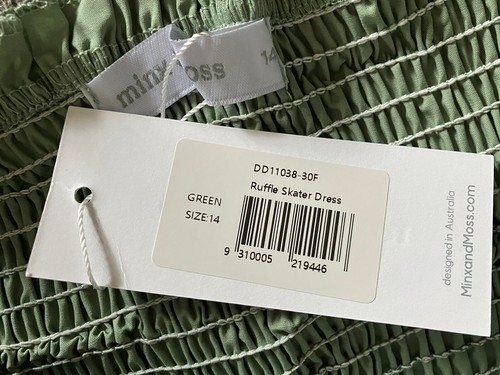 minx moss
14
DD11038-30F
Ruffle Skater Dress
GREEN
SIZE:14
9 310005 219446
designed in Australia
MinxandMoss.com